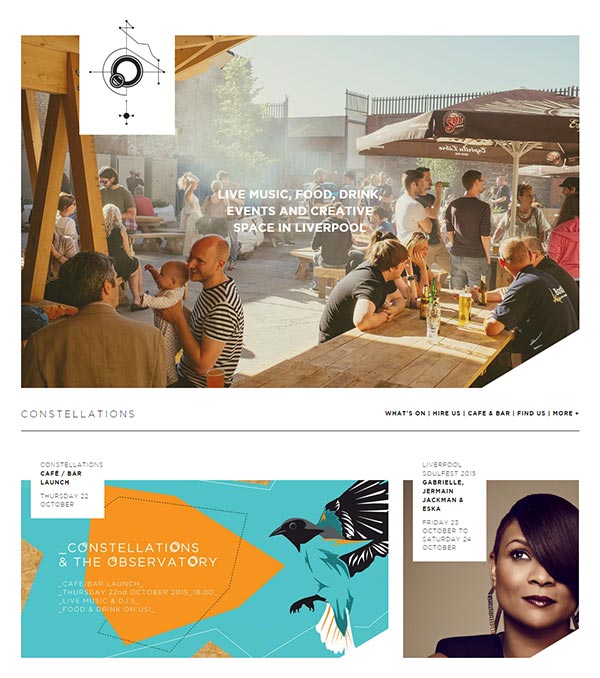 LIVE MUSIC, FOOD, DRINK,
EVENTS AND CREATIVE
SPACE IN LIVERPOOL
CONSTELLATIONS
WHAT'S ON | HIRE US | CAFE & BAR | FIND US | MORE +
CONSTELLATIONS
CAFÉ / BAR
LAUNCH
THURSDAY 22
OCTOBER
_CONSTELLATIONS
& THE OBSERVATORY
_CAFE/BAR LAUNCH_
_THURSDAY 22nd OCTOBER 2015_18.00_
_LIVE MUSIC & DJ'S_
_FOOD & DRINK ON US!_
LIVERPOOL
SOULFEST 2015
GABRIELLE,
JERMAIN
JACKMAN &
ESKA
FRIDAY 23
OCTOBER TO
SATURDAY 24
OCTOBER